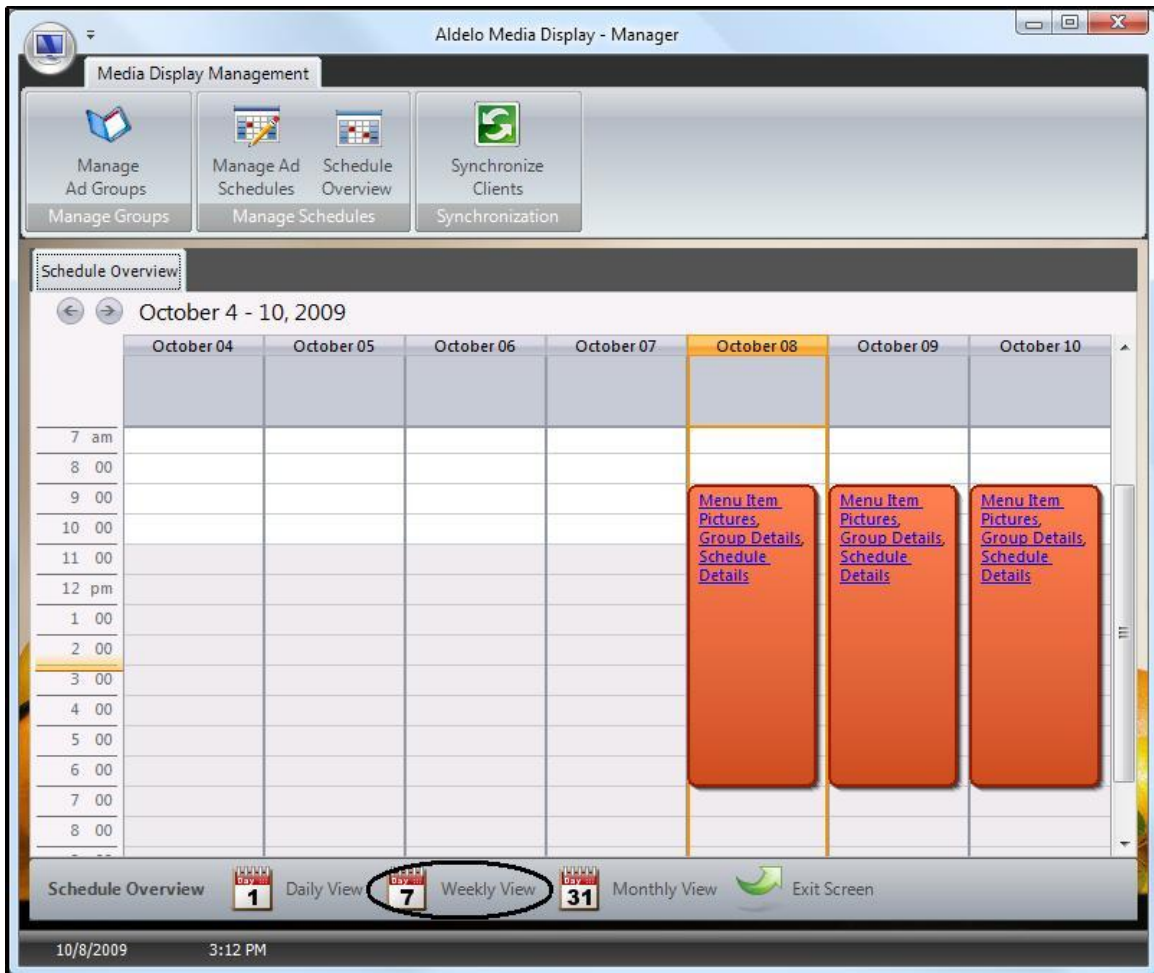 Aldelo Media Display - Manager
Media Display Management
Manage
Ad Groups
Manage Ad
Schedules
Schedule
Overview
Synchronize
Clients
Manage Groups
Manage Schedules
Synchronization
Schedule Overview
October 4 - 10, 2009
October 04
October 05
October 06
October 07
October 08
October 09
October 10
7 am
8 00
9 00
10 00
11 00
12 pm
1 00
2 00
3 00
4 00
5 00
6 00
7 00
8 00
Menu Item
Pictures,
Group Details,
Schedule
Details
Menu Item
Pictures,
Group Details,
Schedule
Details
Menu Item
Pictures,
Group Details,
Schedule
Details
Schedule Overview
Day
1
Daily View
Day
7
Weekly View
Day
31
Monthly View
Exit Screen
10/8/2009
3:12 PM